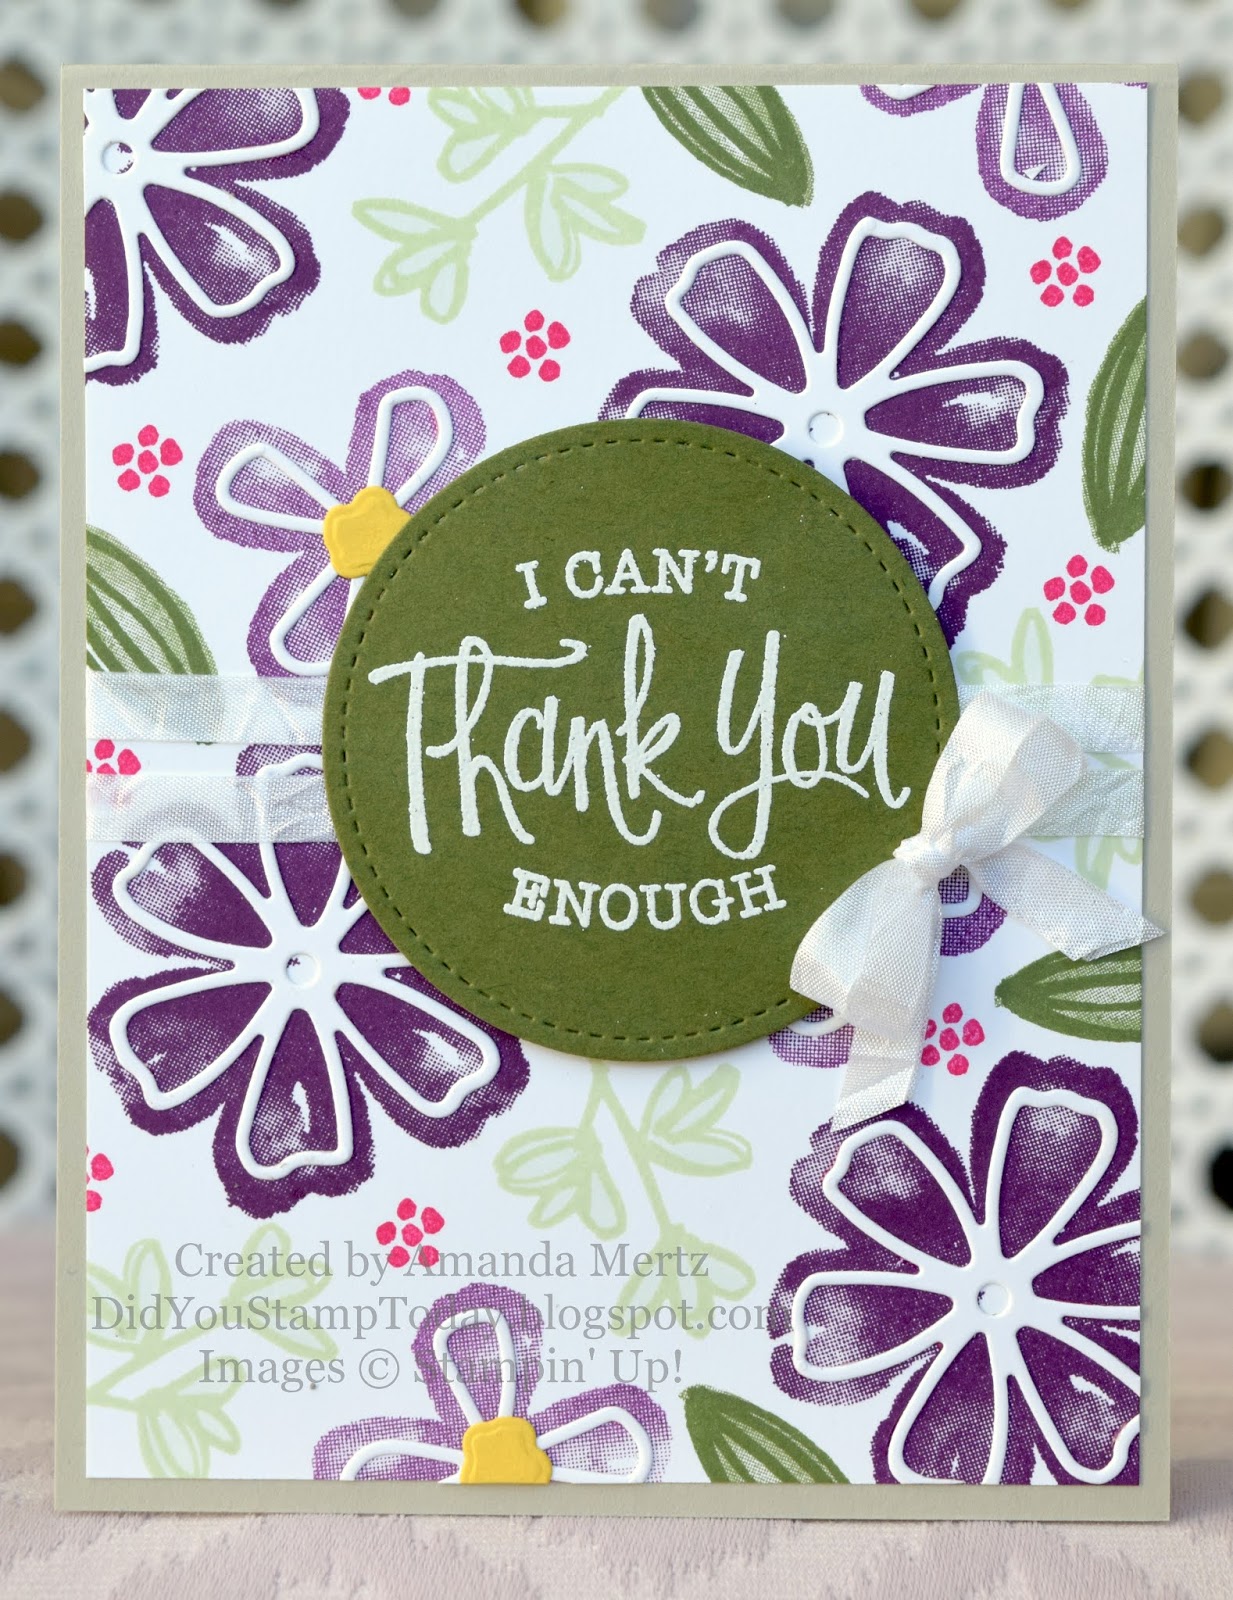 I CAN'T
Thank You
ENOUGH
Created by Amanda Mertz
DidYouStampToday.blogspot.com
Images © Stampin' Up!